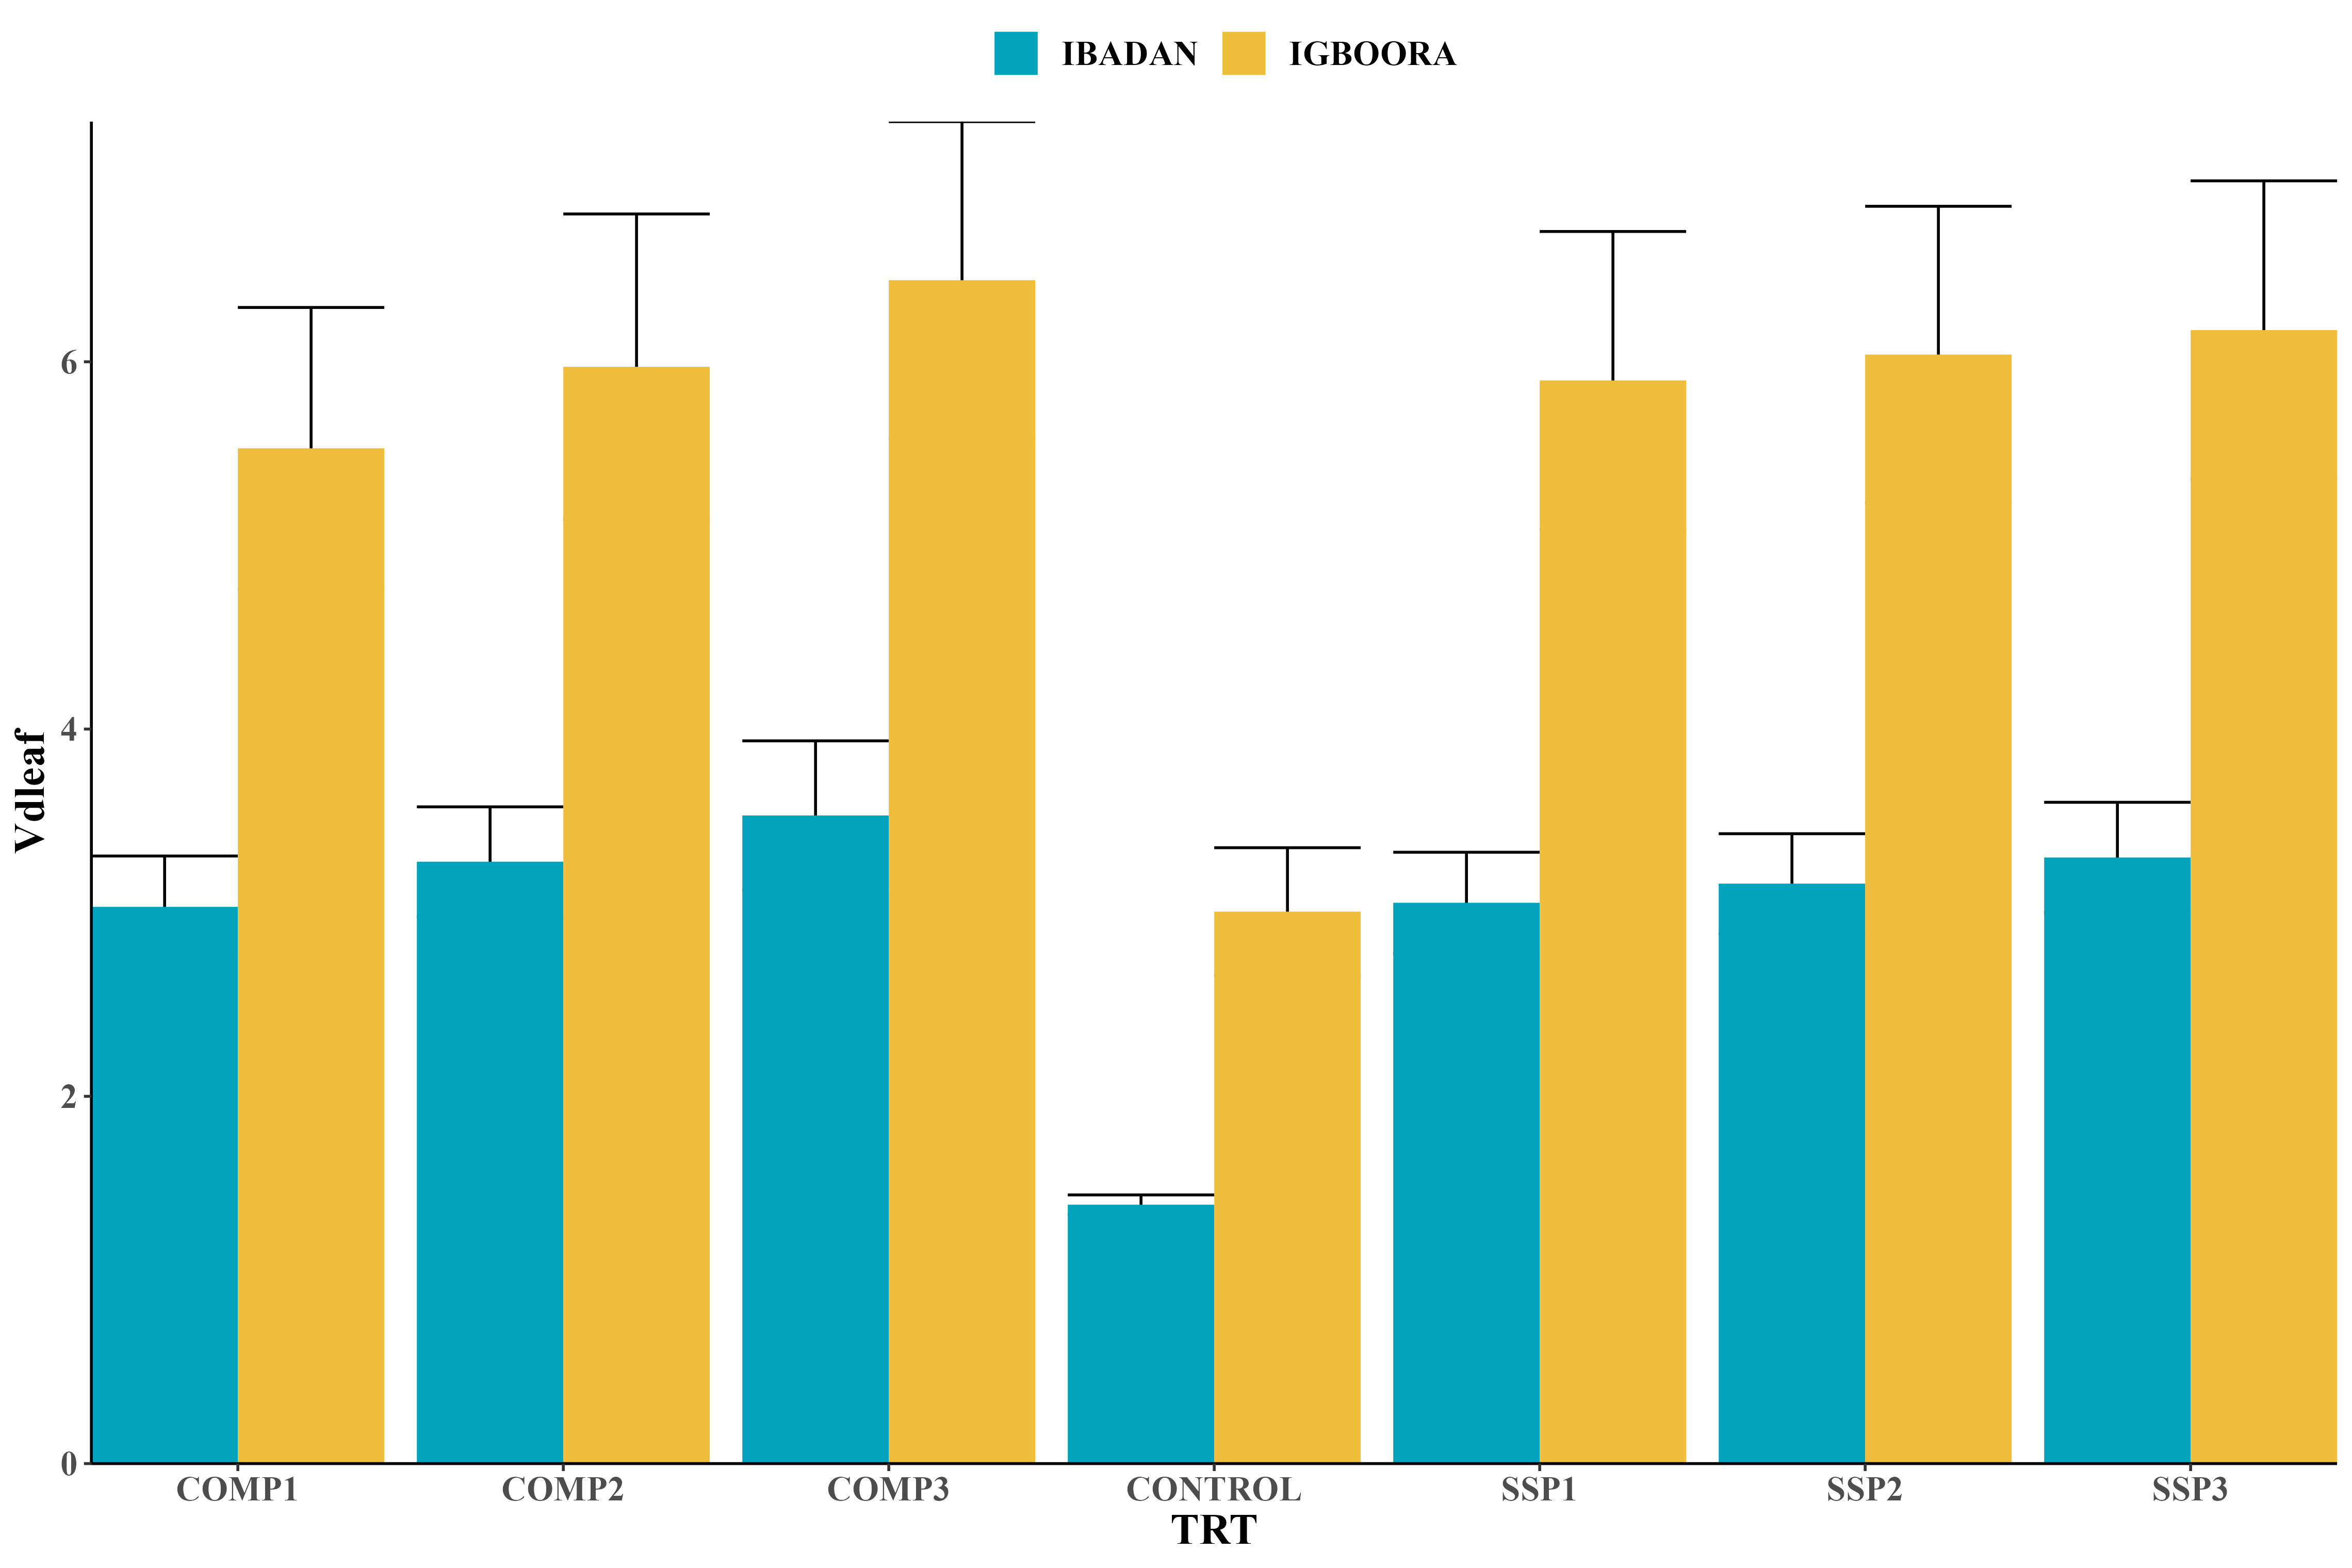 IBADAN IGBOORA
Vdleaf
6
4
2
0
COMP1 COMP2 COMP3 CONTROL SSP1 SSP2 SSP3
TRT